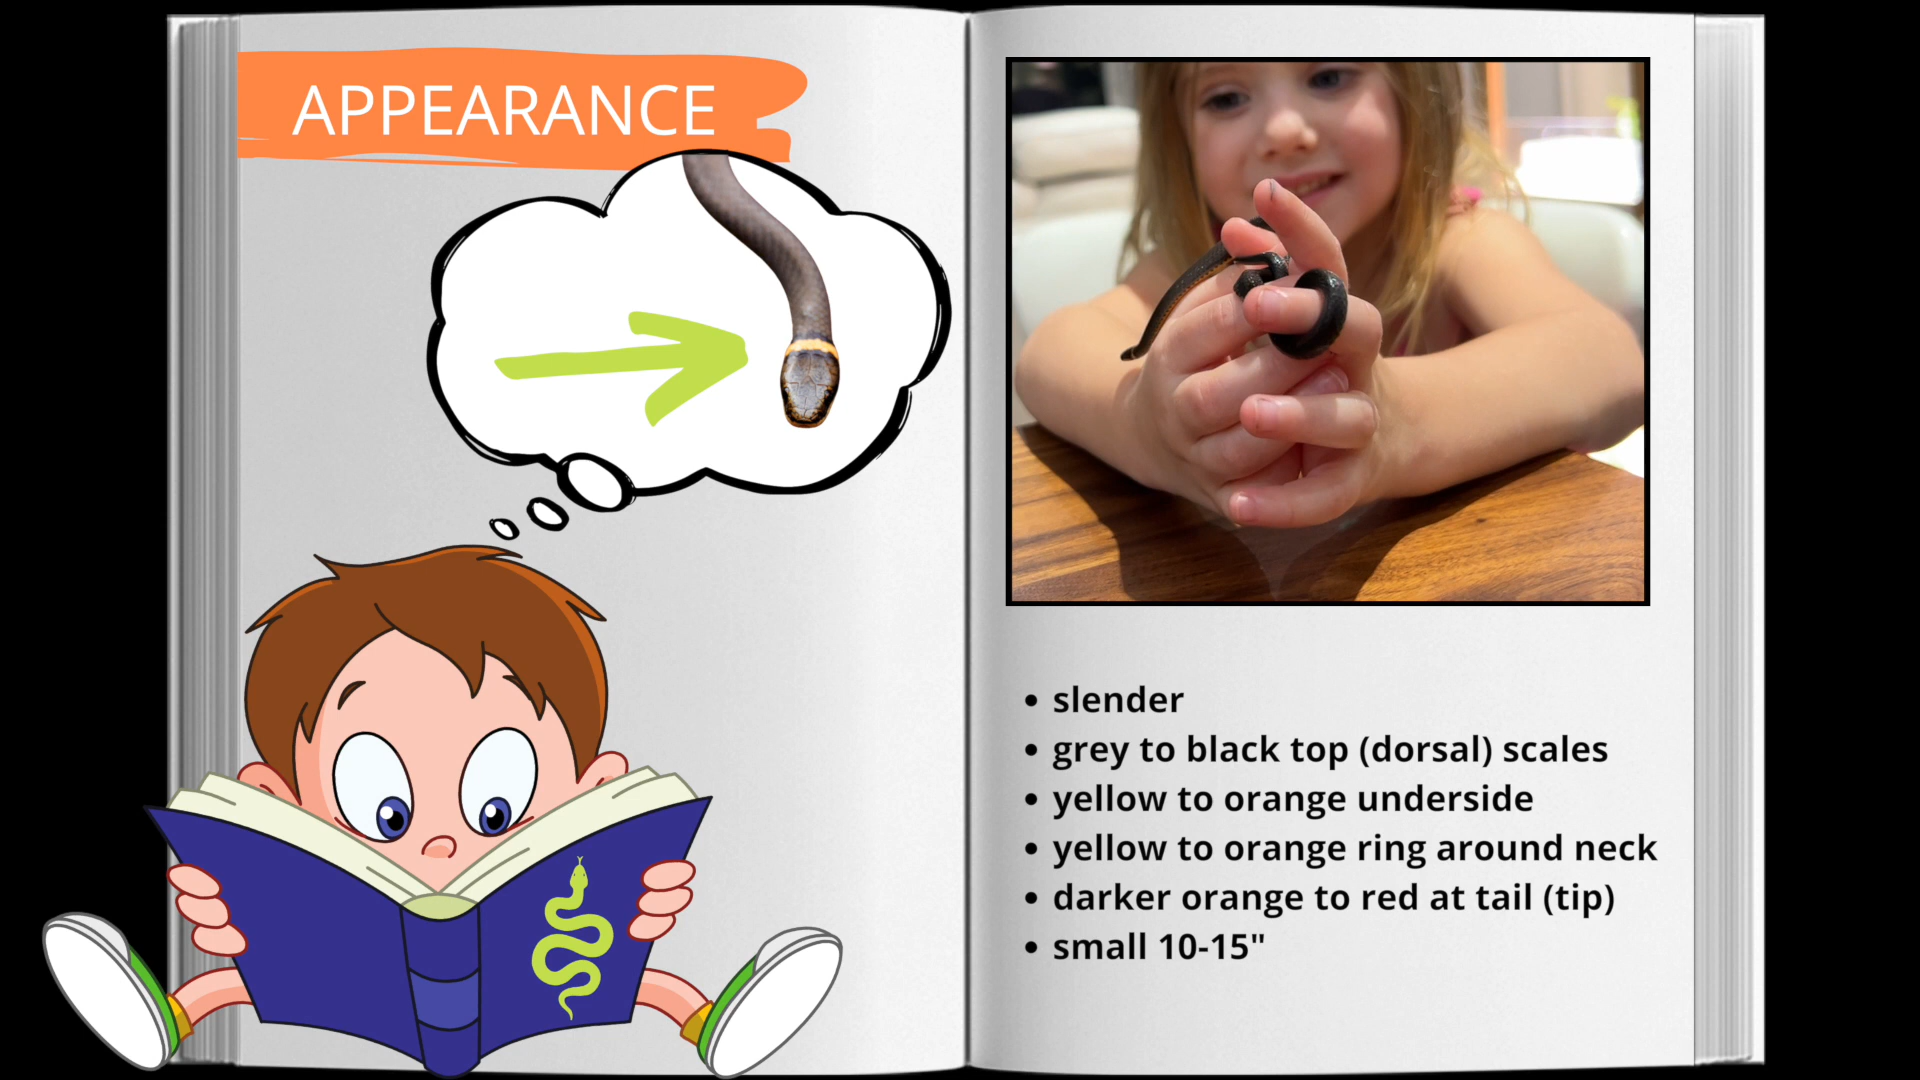 APPEARANCE
• slender
• grey to black top (dorsal) scales
• yellow to orange underside
• yellow to orange ring around neck
• darker orange to red at tail (tip)
• small 10-15"